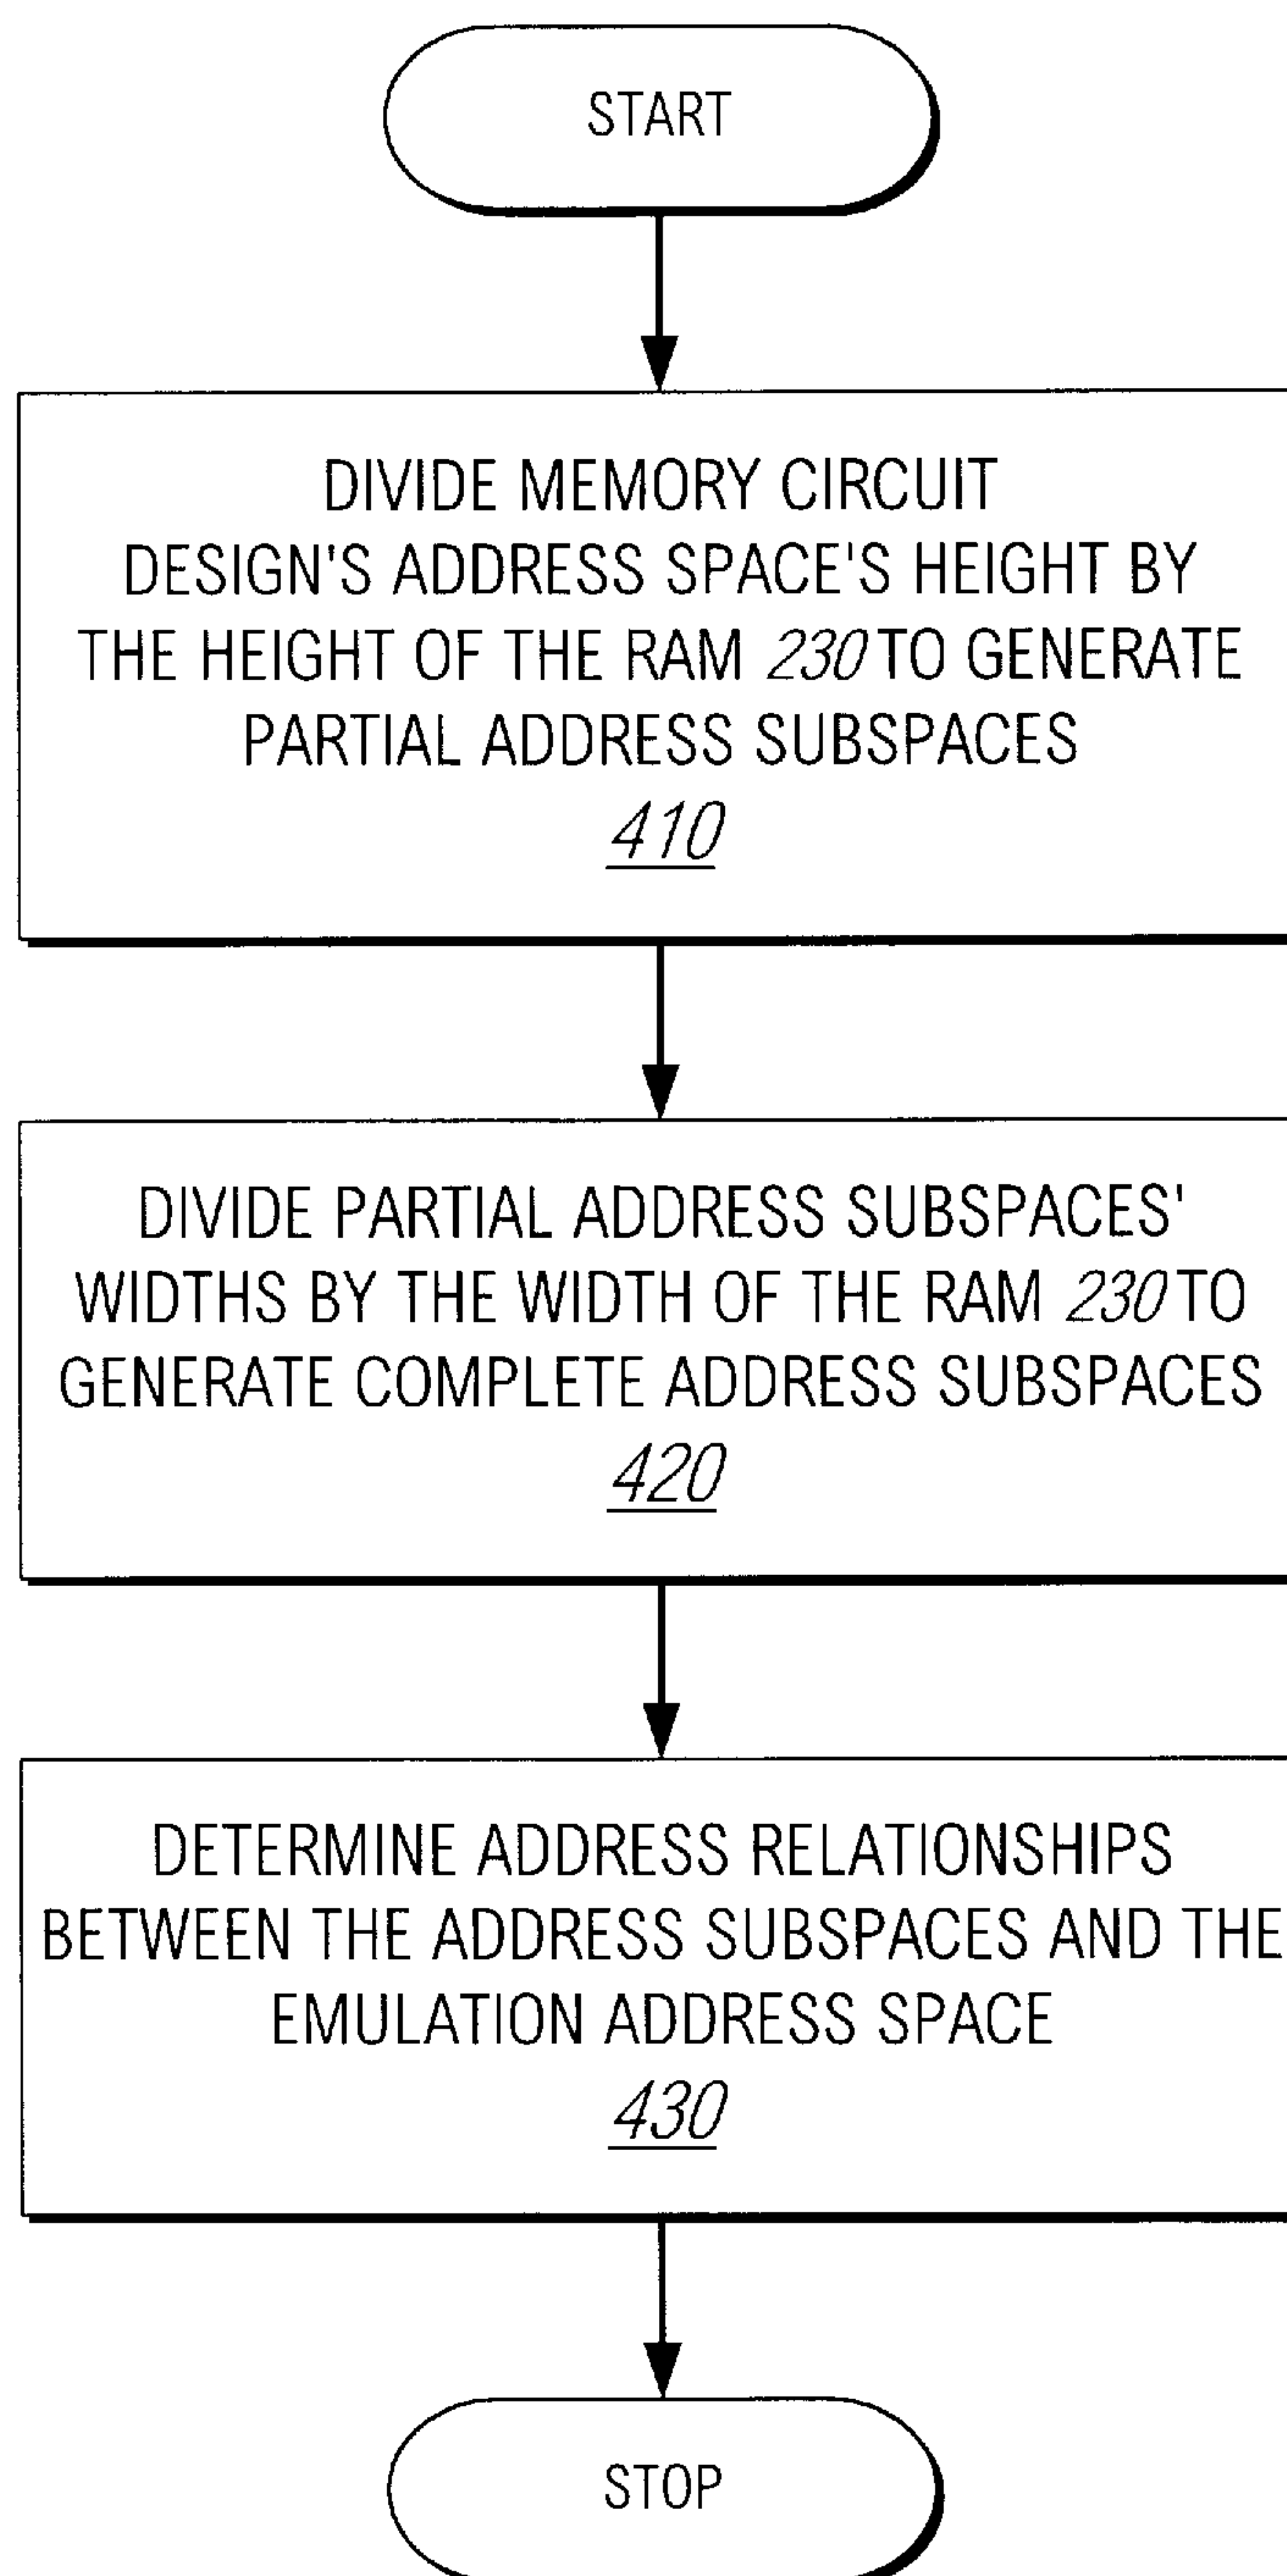 START
DIVIDE MEMORY CIRCUIT
DESIGN'S ADDRESS SPACE'S HEIGHT BY
THE HEIGHT OF THE RAM 230 TO GENERATE
PARTIAL ADDRESS SUBSPACES
410
DIVIDE PARTIAL ADDRESS SUBSPACES'
WIDTHS BY THE WIDTH OF THE RAM 230 TO
GENERATE COMPLETE ADDRESS SUBSPACES
420
DETERMINE ADDRESS RELATIONSHIPS
BETWEEN THE ADDRESS SUBSPACES AND THE
EMULATION ADDRESS SPACE
430
STOP